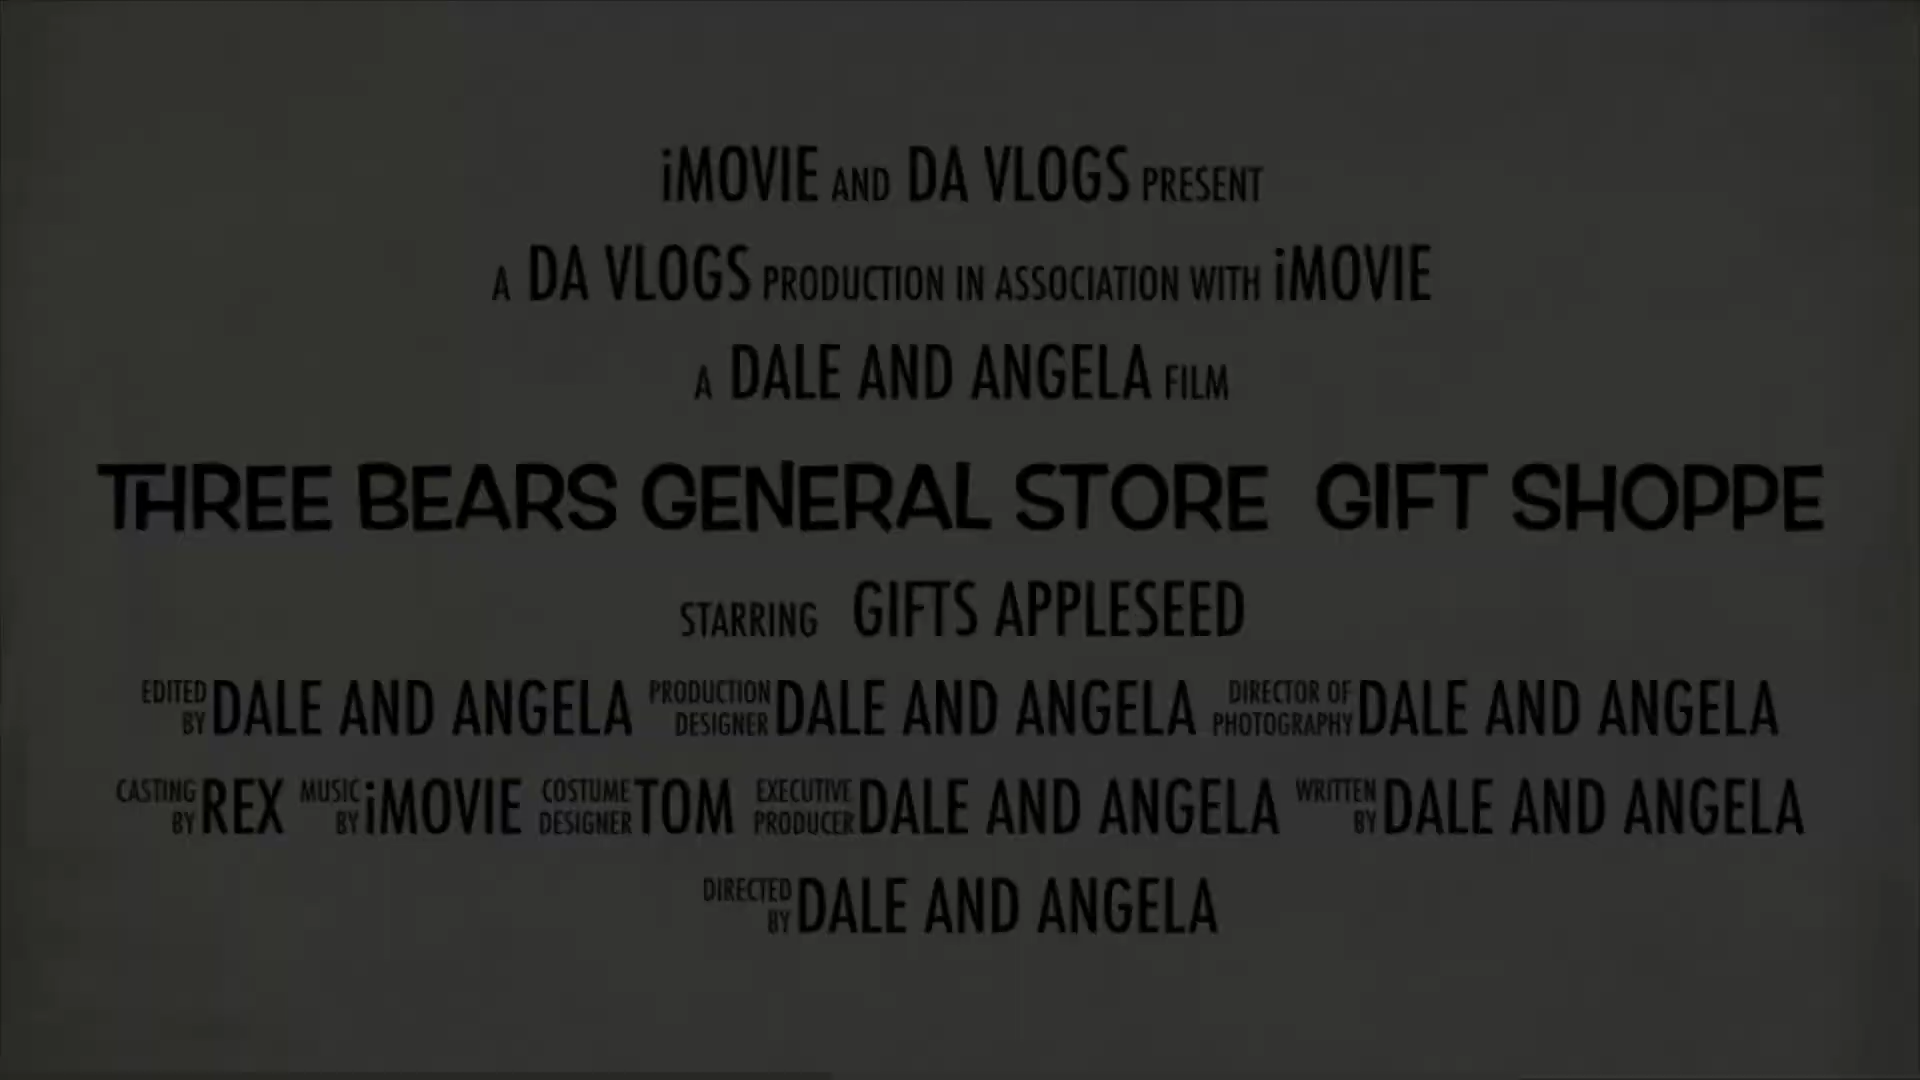 iMOVIE AND DA VLOGS PRESENT
A DA VLOGS PRODUCTION IN ASSOCIATION WITH iMOVIE
A DALE AND ANGELA FILM
THREE BEARS GENERAL STORE GIFT SHOPPE
STARRING GIFTS APPLESEED
EDITED BY DALE AND ANGELA PRODUCTION DESIGNER DALE AND ANGELA DIRECTOR OF PHOTOGRAPHY DALE AND ANGELA
CASTING BY REX MUSIC BY iMOVIE COSTUME DESIGNER TOM EXECUTIVE PRODUCER DALE AND ANGELA WRITTEN BY DALE AND ANGELA
DIRECTED BY DALE AND ANGELA